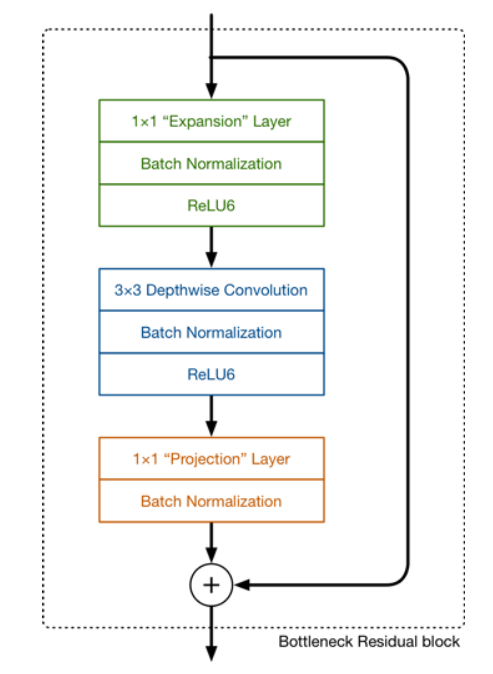 1×1 “Expansion” Layer
Batch Normalization
ReLU6
3×3 Depthwise Convolution
Batch Normalization
ReLU6
1×1 “Projection” Layer
Batch Normalization
+
Bottleneck Residual block